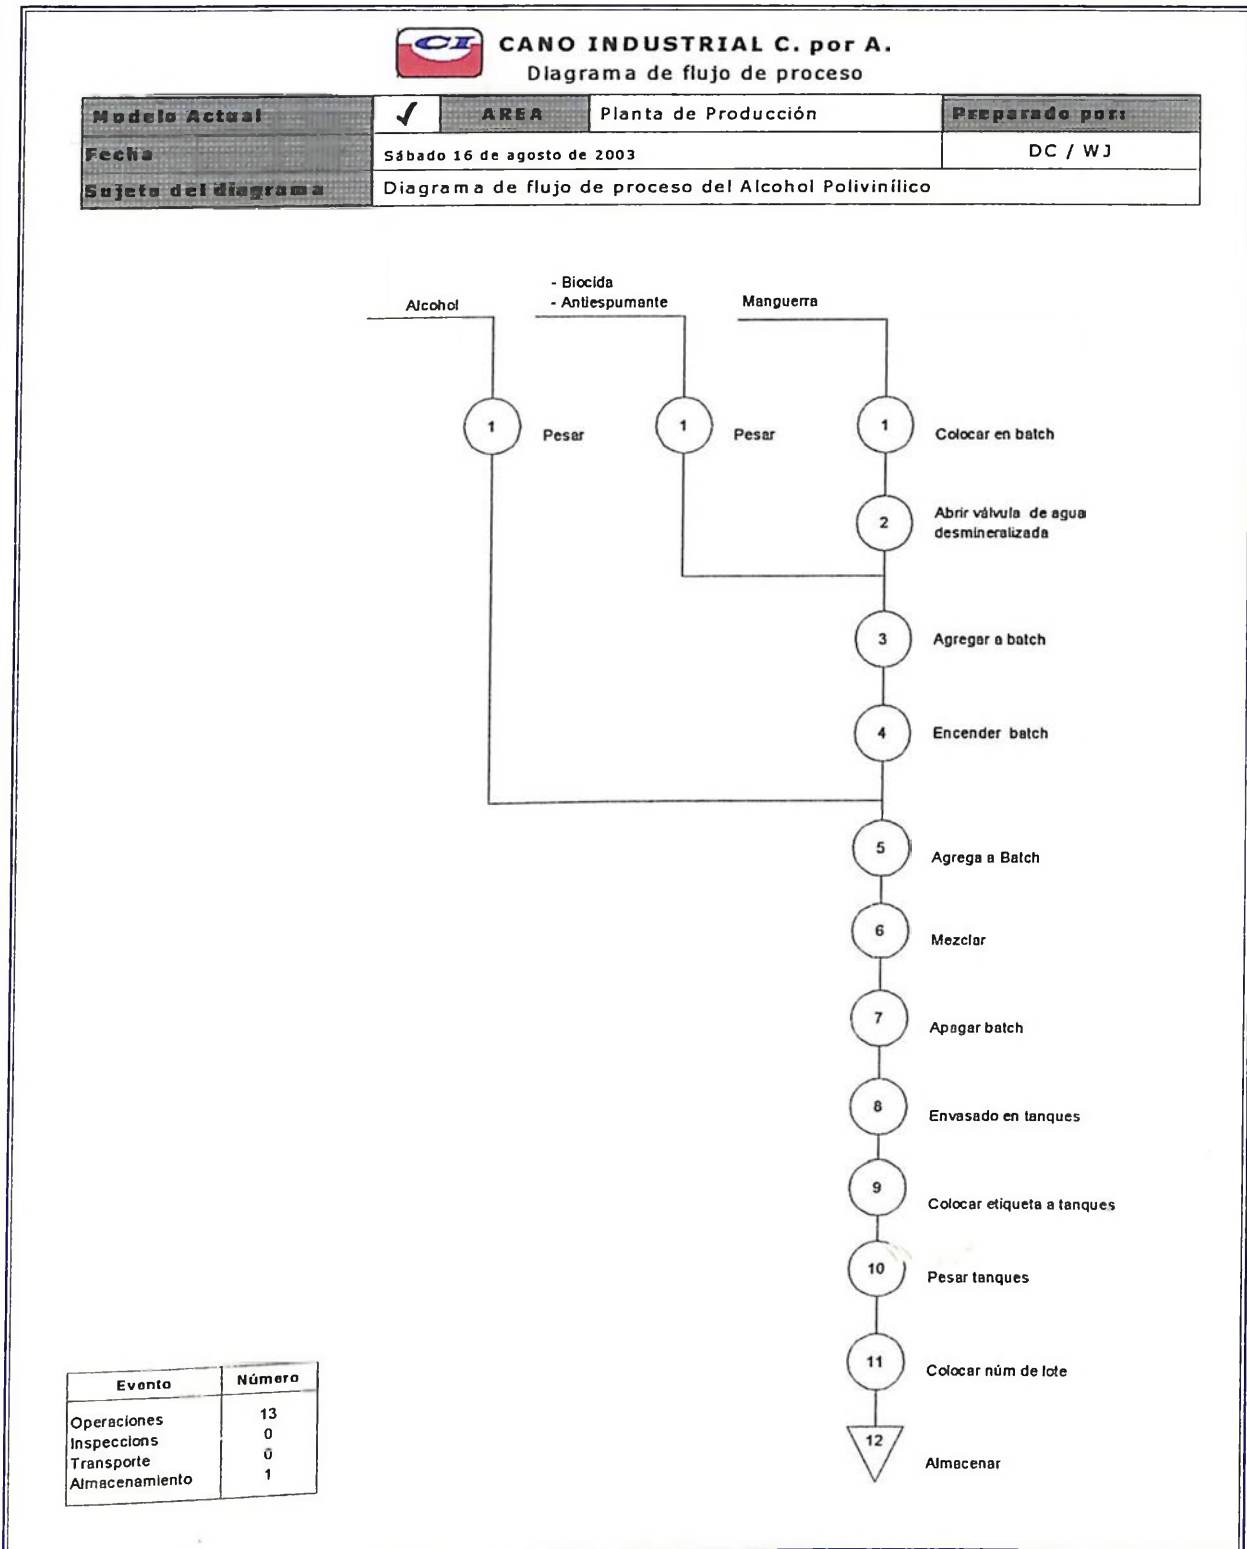 CI CANO INDUSTRIAL C. por A.
Diagrama de flujo de proceso
Modelo Actual ✓ AREA Planta de Producción Preparado por:
Fecha Sábado 16 de agosto de 2003 DC / WJ
Sujeto del diagrama Diagrama de flujo de proceso del Alcohol Polivinílico
Alcohol
- Biocida
- Antiespumante
Manguerra
1 Pesar
1 Pesar
1 Colocar en batch
2 Abrir válvula de agua
desmineralizada
3 Agregar a batch
4 Encender batch
5 Agrega a Batch
6 Mezclar
7 Apagar batch
8 Envasado en tanques
9 Colocar etiqueta a tanques
10 Pesar tanques
11 Colocar núm de lote
12 Almacenar
Evento Número
Operaciones 13
Inspeccions 0
Transporte 0
Almacenamiento 1